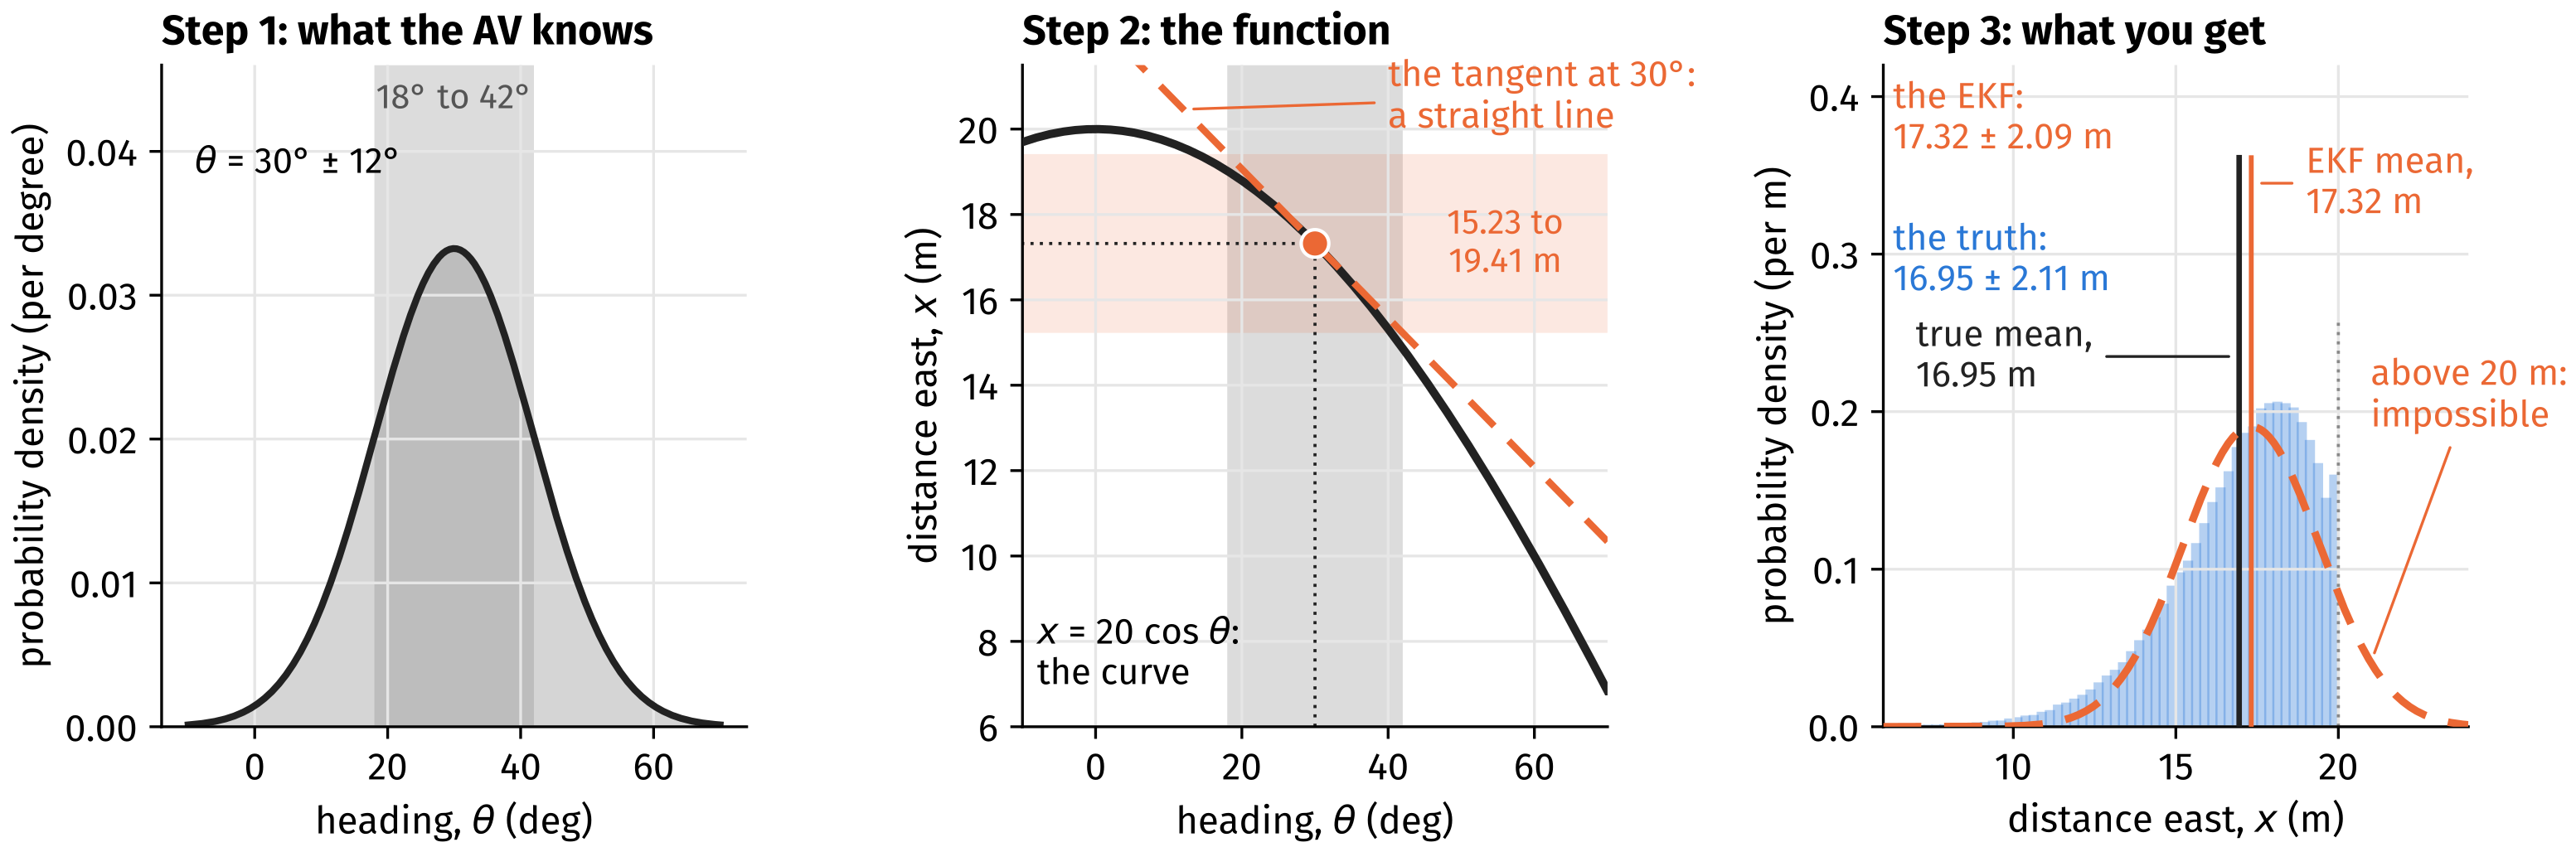 Step 1: what the AV knows
18° to 42°
θ = 30° ± 12°
probability density (per degree)
0.04
0.03
0.02
0.01
0.00
0
20
40
60
heading, θ (deg)
Step 2: the function
the tangent at 30°:
a straight line
15.23 to
19.41 m
x = 20 cos θ:
the curve
distance east, x (m)
20
18
16
14
12
10
8
6
0
20
40
60
heading, θ (deg)
Step 3: what you get
the EKF:
17.32 ± 2.09 m
EKF mean,
17.32 m
the truth:
16.95 ± 2.11 m
true mean,
16.95 m
above 20 m:
impossible
probability density (per m)
0.4
0.3
0.2
0.1
0.0
10
15
20
distance east, x (m)